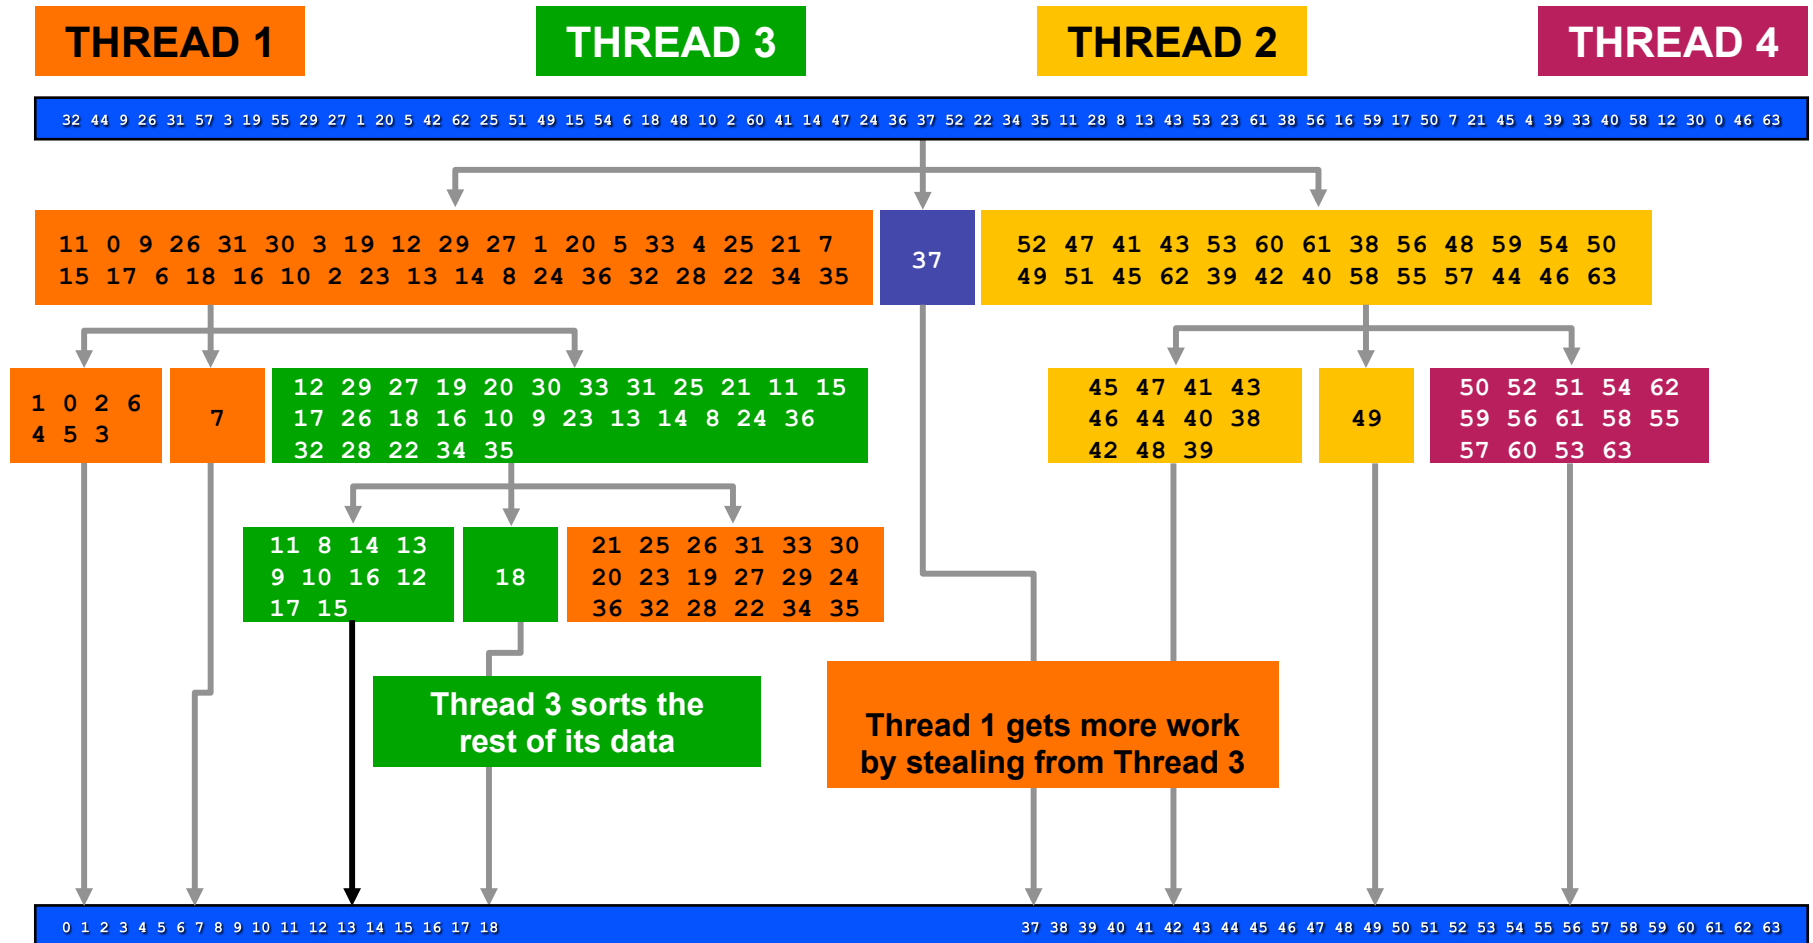 THREAD 1
THREAD 3
THREAD 2
THREAD 4
32 44 9 26 31 57 3 19 55 29 27 1 20 5 42 62 25 51 49 15 54 6 18 48 10 2 60 41 14 47 24 36 37 52 22 34 35 11 28 8 13 43 53 23 61 38 56 16 59 17 50 7 21 45 4 39 33 40 58 12 30 0 46 63
11 0 9 26 31 30 3 19 12 29 27 1 20 5 33 4 25 21 7
15 17 6 18 16 10 2 23 13 14 8 24 36 32 28 22 34 35
37
52 47 41 43 53 60 61 38 56 48 59 54 50
49 51 45 62 39 42 40 58 55 57 44 46 63
1 0 2 6
4 5 3
7
12 29 27 19 20 30 33 31 25 21 11 15
17 26 18 16 10 9 23 13 14 8 24 36
32 28 22 34 35
45 47 41 43
46 44 40 38
42 48 39
49
50 52 51 54 62
59 56 61 58 55
57 60 53 63
11 8 14 13
9 10 16 12
17 15
18
21 25 26 31 33 30
20 23 19 27 29 24
36 32 28 22 34 35
Thread 3 sorts the
rest of its data
Thread 1 gets more work
by stealing from Thread 3
0 1 2 3 4 5 6 7 8 9 10 11 12 13 14 15 16 17 18
37 38 39 40 41 42 43 44 45 46 47 48 49 50 51 52 53 54 55 56 57 58 59 60 61 62 63